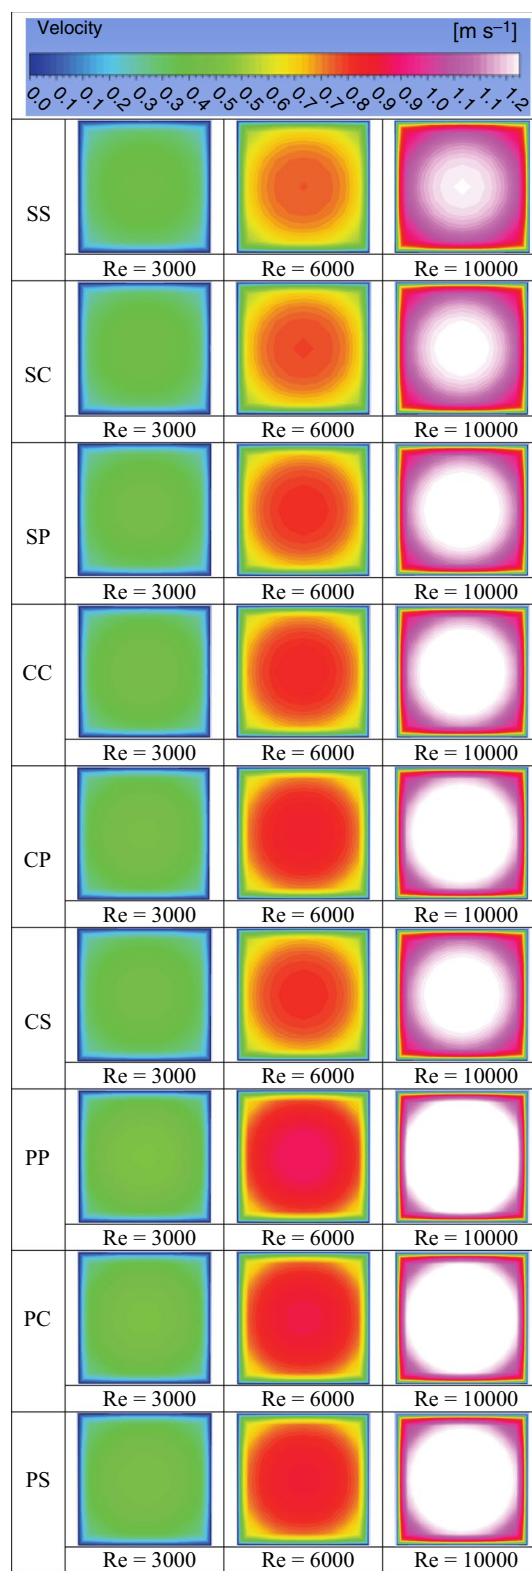 Velocity [m s⁻¹]
0.0 0.1 0.1 0.2 0.3 0.3 0.4 0.5 0.5 0.6 0.7 0.7 0.8 0.9 0.9 1.0 1.1 1.1 1.2
SS
Re = 3000 Re = 6000 Re = 10000
SC
Re = 3000 Re = 6000 Re = 10000
SP
Re = 3000 Re = 6000 Re = 10000
CC
Re = 3000 Re = 6000 Re = 10000
CP
Re = 3000 Re = 6000 Re = 10000
CS
Re = 3000 Re = 6000 Re = 10000
PP
Re = 3000 Re = 6000 Re = 10000
PC
Re = 3000 Re = 6000 Re = 10000
PS
Re = 3000 Re = 6000 Re = 10000